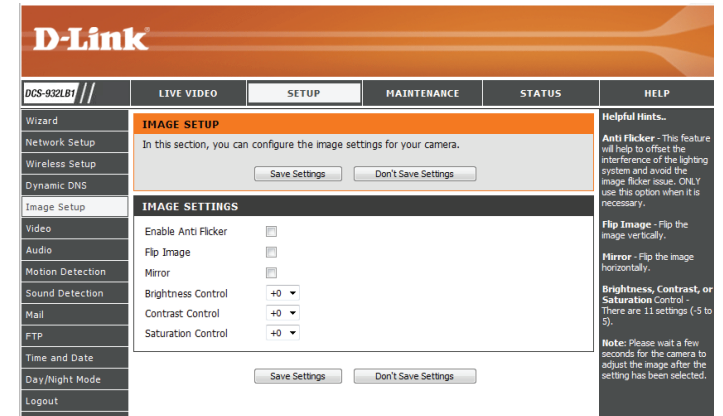 D-Link
DCS-932LB1
LIVE VIDEO
SETUP
MAINTENANCE
STATUS
HELP
Wizard
Network Setup
Wireless Setup
Dynamic DNS
Image Setup
Video
Audio
Motion Detection
Sound Detection
Mail
FTP
Time and Date
Day/Night Mode
Logout
IMAGE SETUP
In this section, you can configure the image settings for your camera.
Save Settings
Don't Save Settings
IMAGE SETTINGS
Enable Anti Flicker
Flip Image
Mirror
Brightness Control +0
Contrast Control +0
Saturation Control +0
Save Settings
Don't Save Settings
Helpful Hints..
Anti Flicker - This feature
will help to offset the
interference of the lighting
system and avoid the
image flicker issue. ONLY
use this option when it is
necessary.
Flip Image - Flip the
image vertically.
Mirror - Flip the image
horizontally.
Brightness, Contrast, or
Saturation Control -
There are 11 settings (-5 to
5).
Note: Please wait a few
seconds for the camera to
adjust the image after the
setting has been selected.